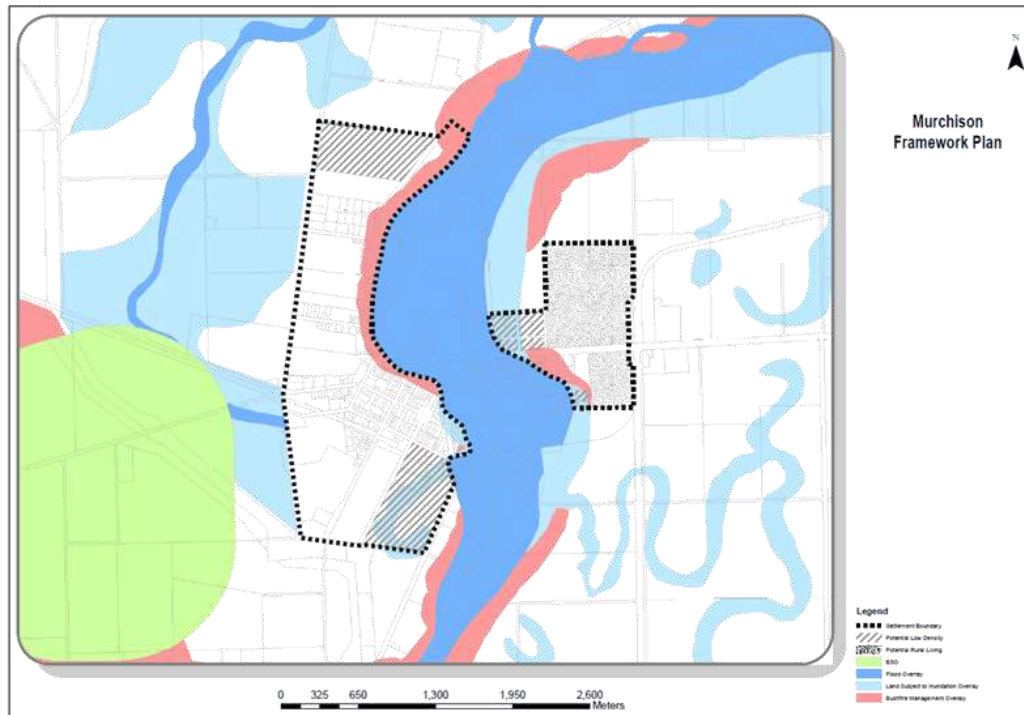 N
Murchison
Framework Plan
Legend
Settlement Boundary
Potential Low Density
Potential Rural Living
ESO
Flood Overlay
Land Subject to Inundation Overlay
Bushfire Management Overlay
0 325 650 1,300 1,950 2,600
Meters